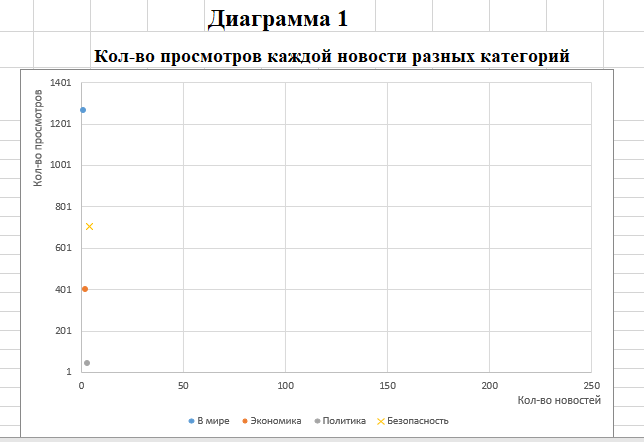 Диаграмма 1
Кол-во просмотров каждой новости разных категорий
Кол-во просмотров
1401
1201
1001
801
601
401
201
1
0 50 100 150 200 250
Кол-во новостей
В мире Экономика Политика Безопасность